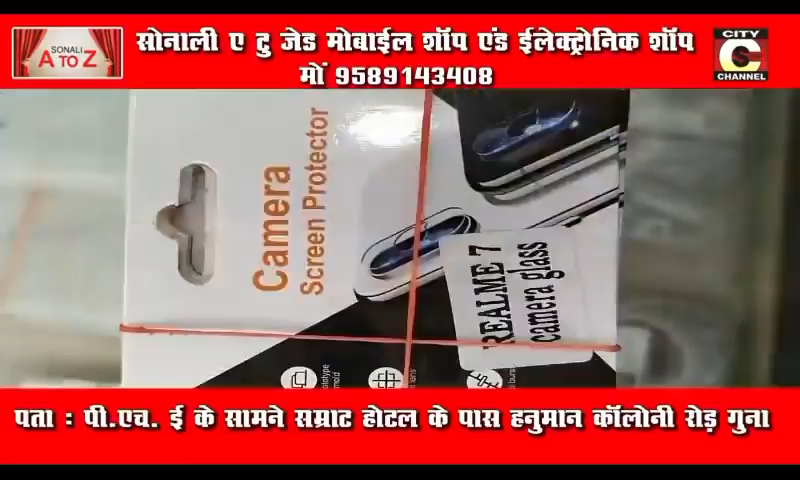 SONALI
A TO Z
सोनाली ए टु जेड मोबाईल शॉप एंड ईलेक्ट्रोनिक शॉप
मों 9589143408
CITY
CHANNEL
Camera
Screen Protector
REALME 7
camera glass
पता : पी.एच. ई के सामने सम्राट होटल के पास हनुमान कॉलोनी रोड़ गुना